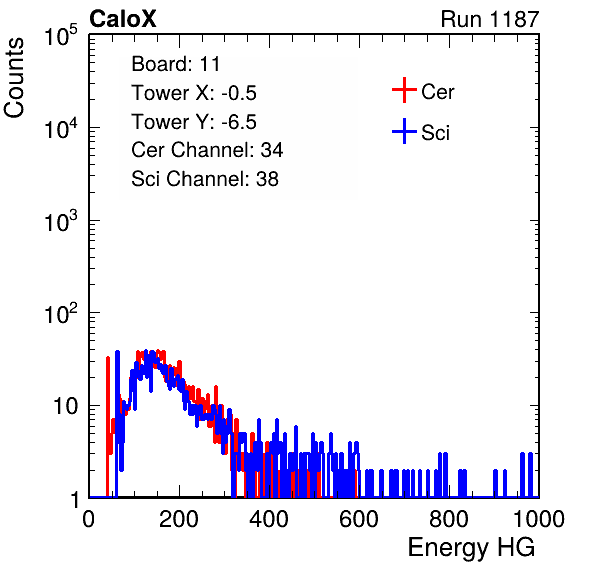 CaloX Run 1187
Counts
Board: 11
Tower X: -0.5
Tower Y: -6.5
Cer Channel: 34
Sci Channel: 38
Cer
Sci
10^5
10^4
10^3
10^2
10
1
0 200 400 600 800 1000
Energy HG